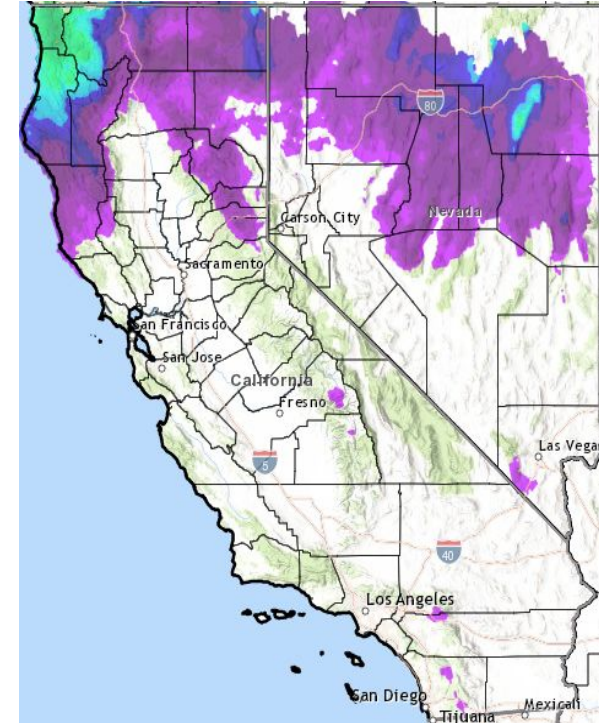 80
Nevada
Carson City
Sacramento
San Francisco
San Jose
California
Fresno
5
Las Vegas
40
Los Angeles
San Diego
Tijuana
Mexicali